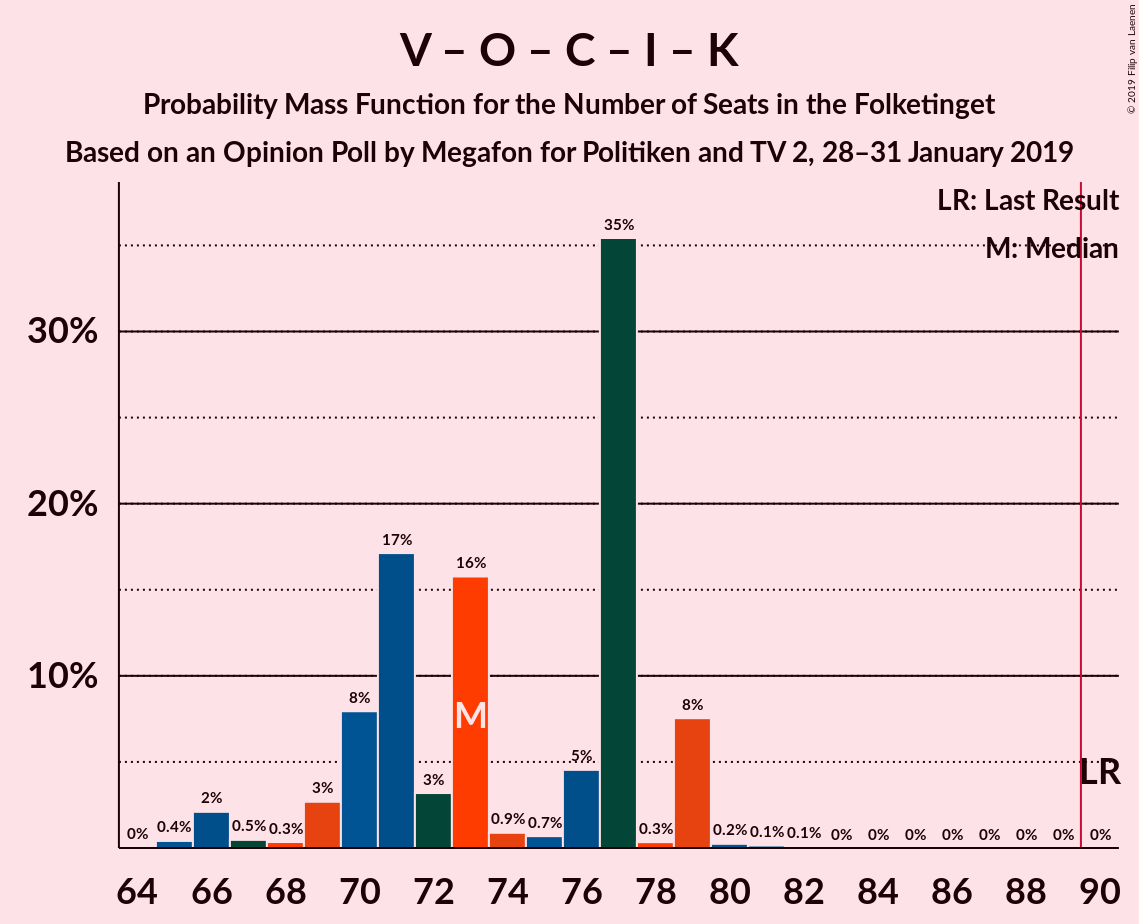 V – O – C – I – K
Probability Mass Function for the Number of Seats in the Folketinget
Based on an Opinion Poll by Megafon for Politiken and TV 2, 28–31 January 2019
© 2019 Filip van Laenen
LR: Last Result
M: Median
35%
30%
20%
17%
16%
10%
8%
8%
M
5%
LR
3%
3%
2%
0% 0.4% 0.5% 0.3% 0.9% 0.7% 0.3% 0.2% 0.1% 0.1% 0% 0% 0% 0% 0% 0% 0% 0%
64 66 68 70 72 74 76 78 80 82 84 86 88 90